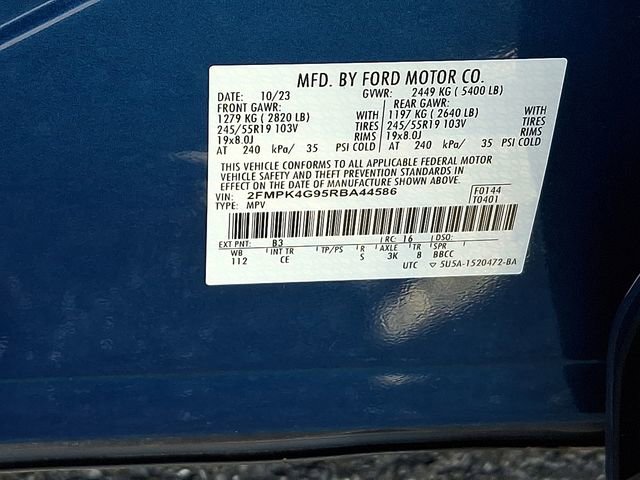 MFD. BY FORD MOTOR CO.
DATE: 10/23 GVWR: 2449 KG ( 5400 LB)
FRONT GAWR: REAR GAWR:
1279 KG ( 2820 LB) WITH 1197 KG ( 2640 LB) WITH
245/55R19 103V TIRES 245/55R19 103V TIRES
19x8.0J RIMS 19x8.0J RIMS
AT 240 kPa/ 35 PSI COLD AT 240 kPa/ 35 PSI COLD
THIS VEHICLE CONFORMS TO ALL APPLICABLE FEDERAL MOTOR
VEHICLE SAFETY AND THEFT PREVENTION STANDARDS IN
EFFECT ON THE DATE OF MANUFACTURE SHOWN ABOVE.
VIN: 2FMPK4G95RBA44586 F0144
TYPE: MPV T0401
EXT PNT: B3 RC: 16 DSO:
WB INT TR TP/PS R AXLE TR SPR
112 CE S 3K 8 BBCC
UTC ▽ 5U5A-1520472-BA